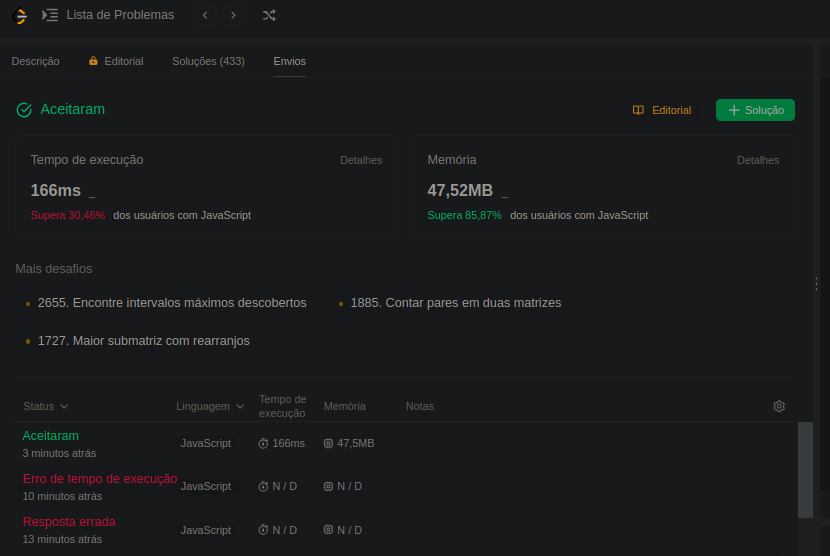 Lista de Problemas
Descrição Editorial Soluções (433) Envios
Aceitaram Editorial Solução
Tempo de execução Detalhes
166ms
Supera 30,46% dos usuários com JavaScript
Memória Detalhes
47,52MB
Supera 85,87% dos usuários com JavaScript
Mais desafios
2655. Encontre intervalos máximos descobertos 1885. Contar pares em duas matrizes
1727. Maior submatriz com rearranjos
Status Linguagem Tempo de execução Memória Notas
Aceitaram
3 minutos atrás JavaScript 166ms 47,5MB
Erro de tempo de execução
10 minutos atrás JavaScript N / D N / D
Resposta errada
13 minutos atrás JavaScript N / D N / D